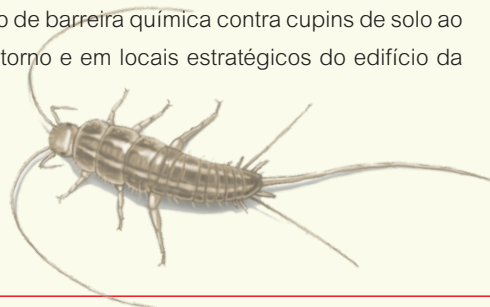 o de barreira química contra cupins de solo ao
torno e em locais estratégicos do edifício da